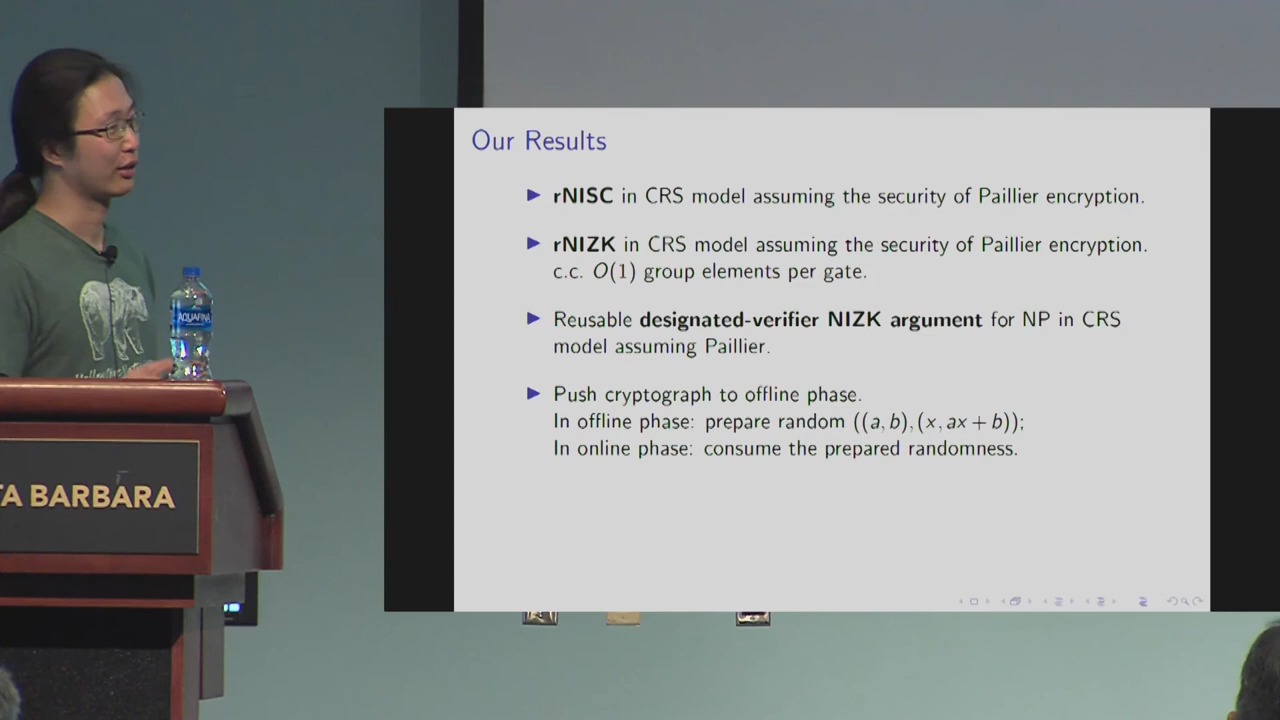 Our Results
▶ rNISC in CRS model assuming the security of Paillier encryption.
▶ rNIZK in CRS model assuming the security of Paillier encryption.
c.c. O(1) group elements per gate.
▶ Reusable designated-verifier NIZK argument for NP in CRS
model assuming Paillier.
▶ Push cryptograph to offline phase.
In offline phase: prepare random ((a, b), (x, ax + b));
In online phase: consume the prepared randomness.
AQUAFINA
TA BARBARA